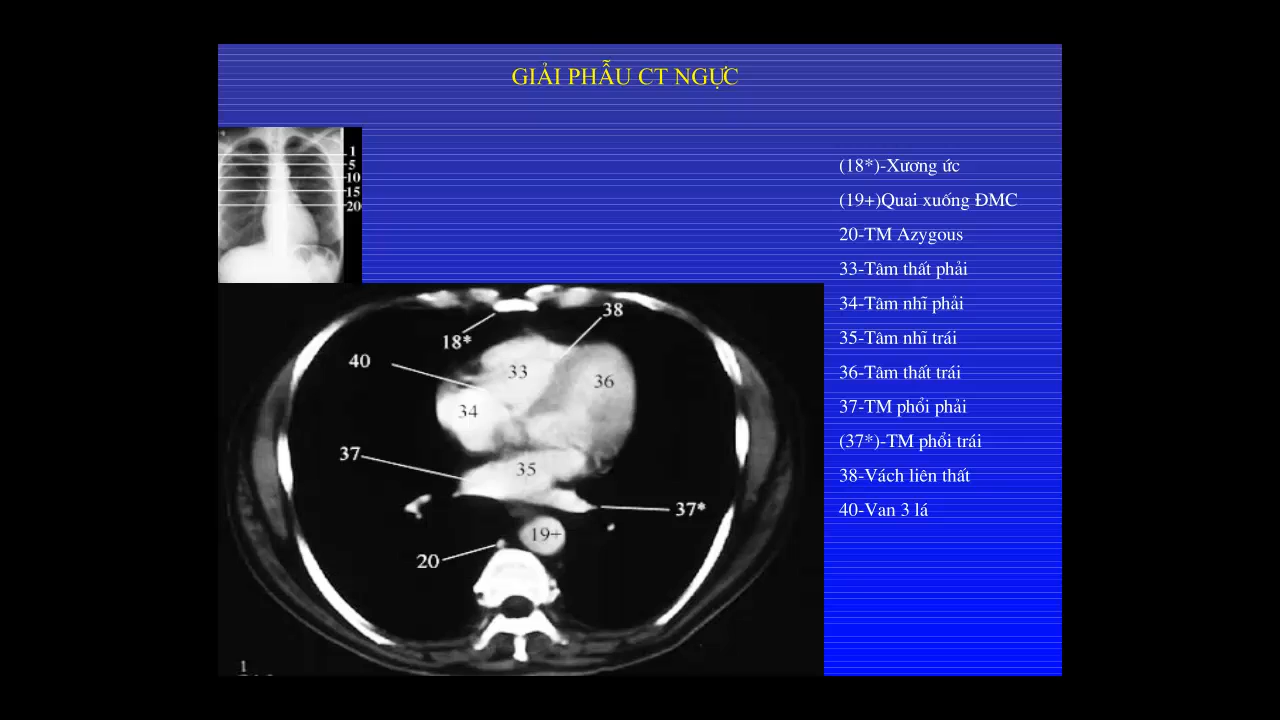 GIẢI PHẪU CT NGỰC
1
5
10
15
20
(18*)-Xương ức
(19+)Quai xuống ĐMC
20-TM Azygous
33-Tâm thất phải
34-Tâm nhĩ phải
35-Tâm nhĩ trái
36-Tâm thất trái
37-TM phổi phải
(37*)-TM phổi trái
38-Vách liên thất
40-Van 3 lá
38
18*
40
33
36
34
37
35
37*
19+
20
1